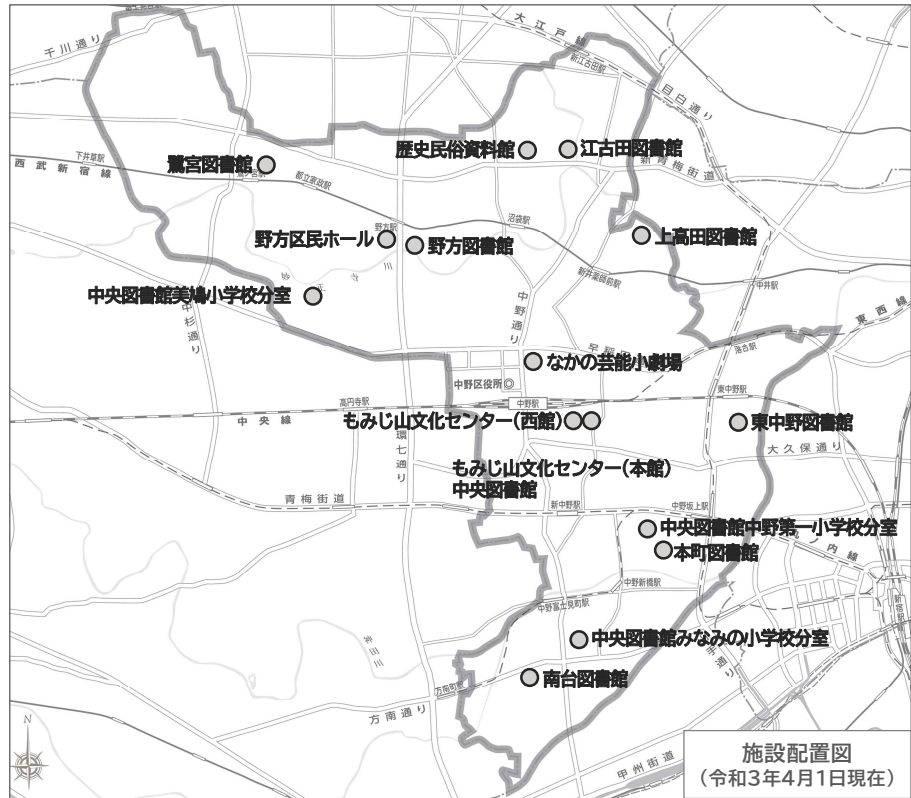 千川通り
大江戸線
新江古田駅
目白通り
西武新宿線
下井草駅
鷺宮図書館
鷺ノ宮駅
都立家政駅
歴史民俗資料館
江古田図書館
新青梅街道
野方区民ホール
野方駅
野方図書館
沼袋駅
上高田図書館
新井薬師前駅
中井駅
妙正寺川
中央図書館美鳩小学校分室
中杉通り
中野通り
東西線
落合駅
なかの芸能小劇場
中野区役所
高円寺駅
中野駅
東中野駅
中央線
環七通り
もみじ山文化センター(西館)
東中野図書館
大久保通り
もみじ山文化センター(本館)
中央図書館
青梅街道
新中野駅
中野坂上駅
中央図書館中野第一小学校分室
本町図書館
中野新橋駅
中野富士見町駅
新宿駅
中央図書館みなみの小学校分室
南台図書館
方南町駅
方南通り
甲州街道
N
施設配置図
(令和3年4月1日現在)